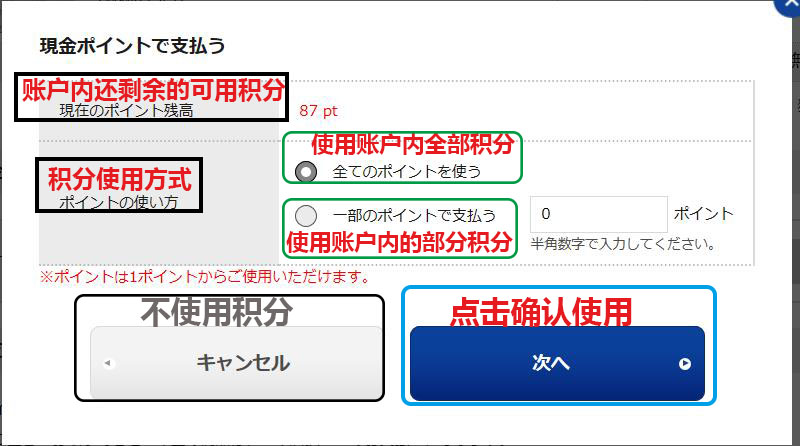 現金ポイントで支払う
账户内还剩余的可用积分
現在のポイント残高
87 pt
使用账户内全部积分
全てのポイントを使う
积分使用方式
ポイントの使い方
一部のポイントで支払う
0
ポイント
使用账户内的部分积分
半角数字で入力してください。
※ポイントは1ポイントからご使用いただけます。
不使用积分
キャンセル
点击确认使用
次へ